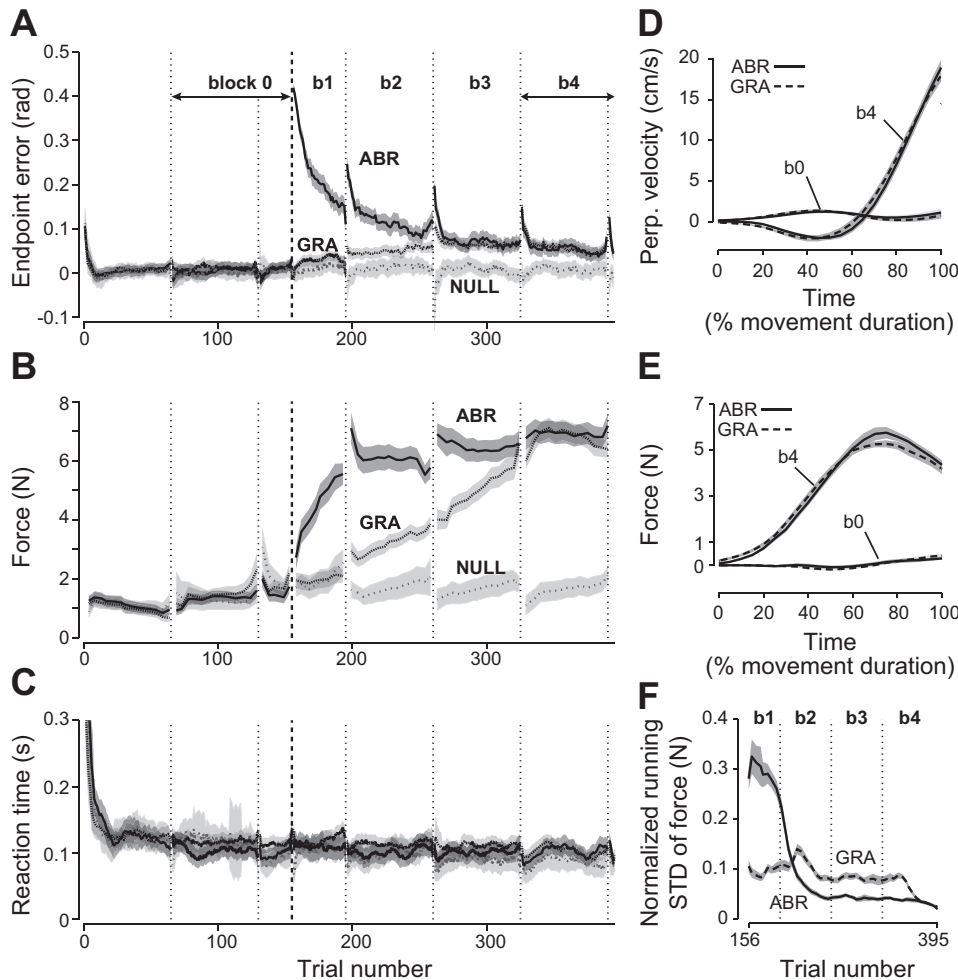 A
Endpoint error (rad)
0.5
0.4
0.3
0.2
0.1
0
-0.1
block 0
b1
b2
b3
b4
ABR
GRA
NULL
0
100
200
300
B
Force (N)
8
6
4
2
0
ABR
GRA
NULL
0
100
200
300
C
Reaction time (s)
0.3
0.2
0.1
0
0
100
200
300
Trial number
D
Perp. velocity (cm/s)
20
15
10
5
0
ABR
GRA
b4
b0
0
20
40
60
80
100
Time
(% movement duration)
E
Force (N)
7
5
3
1
0
ABR
GRA
b4
b0
0
20
40
60
80
100
Time
(% movement duration)
F
Normalized running
STD of force (N)
0.4
0.3
0.2
0.1
0
b1
b2
b3
b4
GRA
ABR
156
395
Trial number